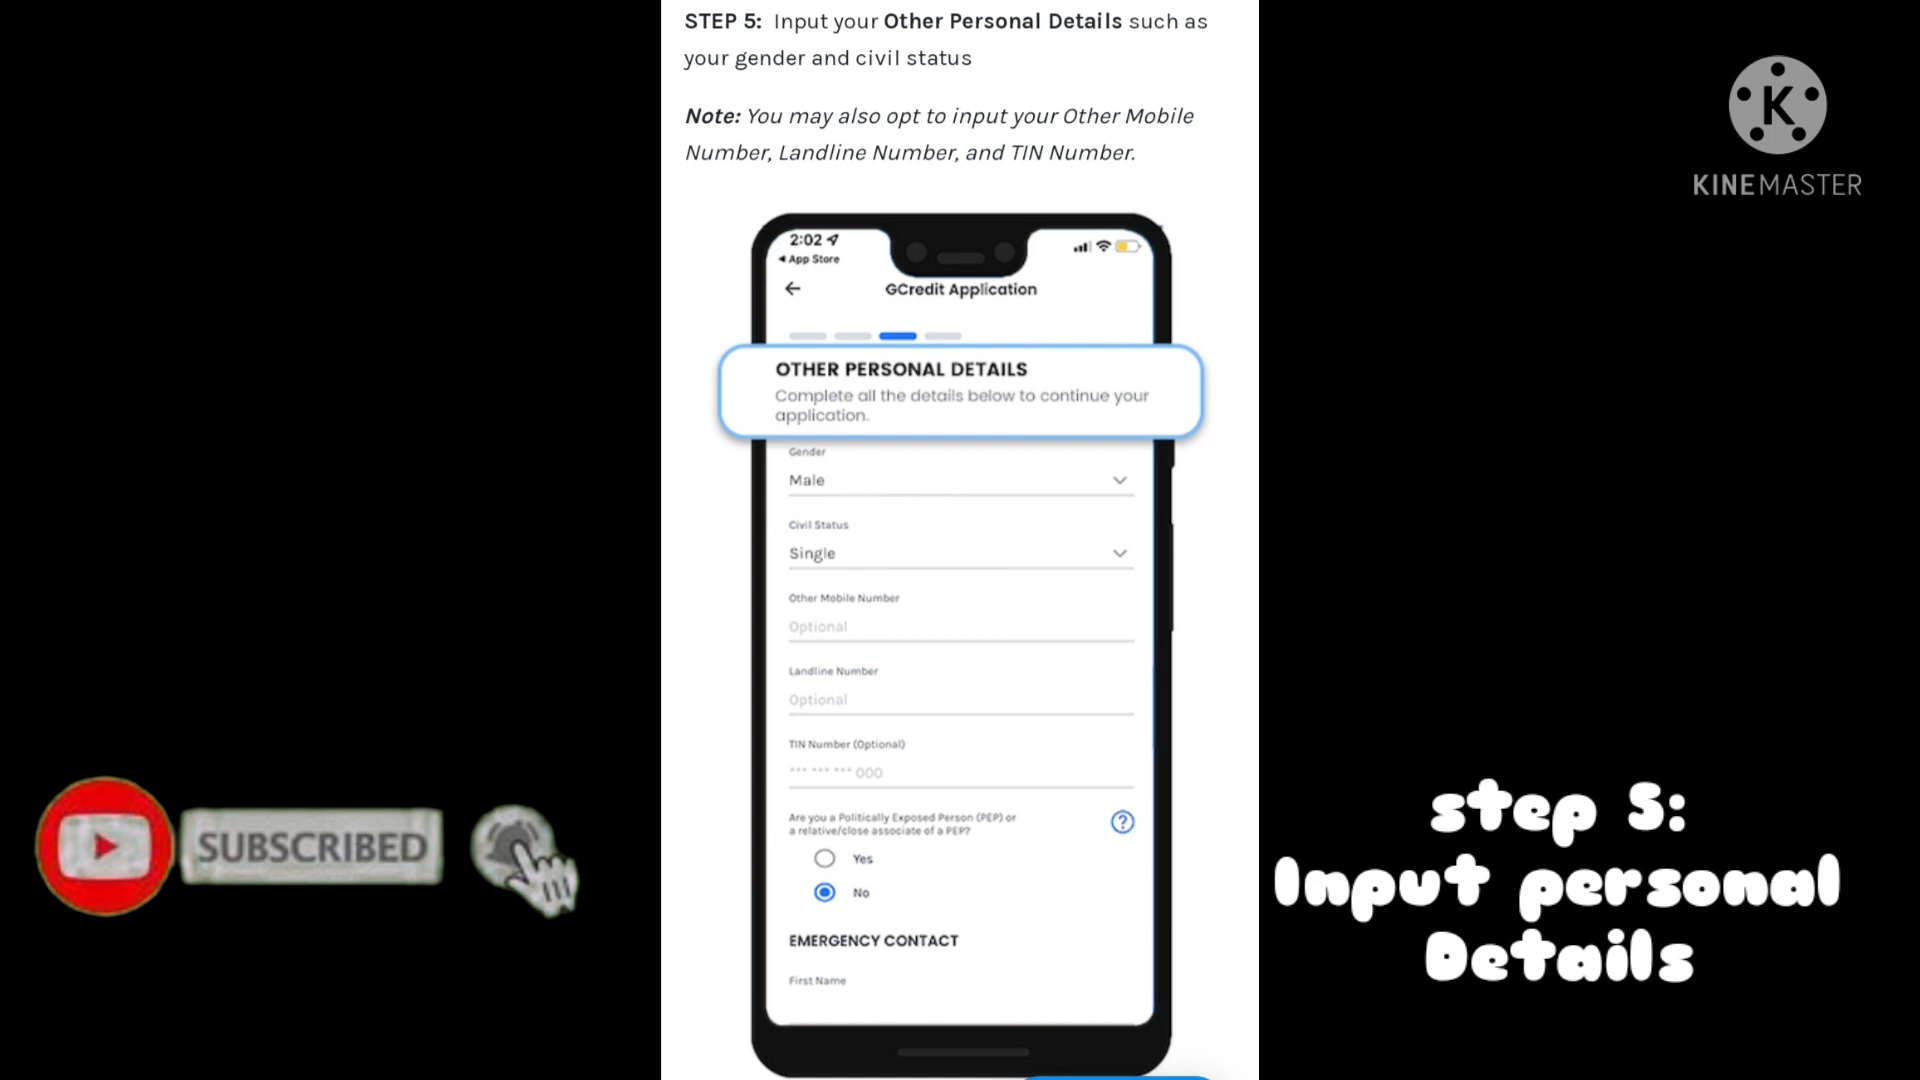 STEP 5: Input your Other Personal Details such as
your gender and civil status
Note: You may also opt to input your Other Mobile
Number, Landline Number, and TIN Number.
KINEMASTER
2:02
App Store
GCredit Application
OTHER PERSONAL DETAILS
Complete all the details below to continue your
application.
Gender
Male
Civil Status
Single
Other Mobile Number
Optional
Landline Number
Optional
TIN Number (Optional)
*** *** *** 000
Are you a Politically Exposed Person (PEP) or
a relative/close associate of a PEP?
?
Yes
No
EMERGENCY CONTACT
First Name
SUBSCRIBED
step 5:
Input personal
Details